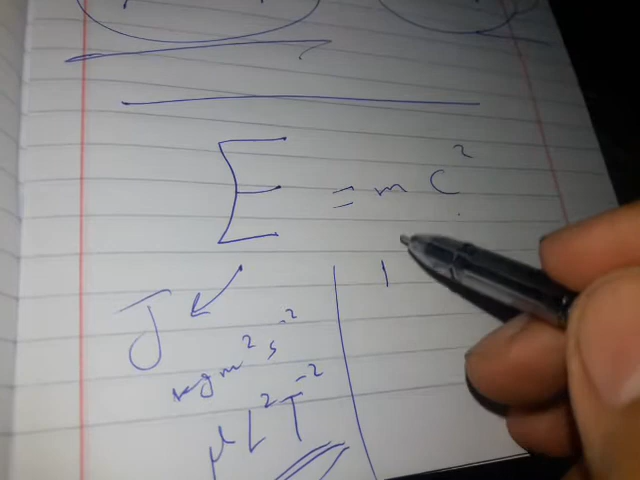 E = mc²
J
kgm²s⁻²
ML²T⁻²